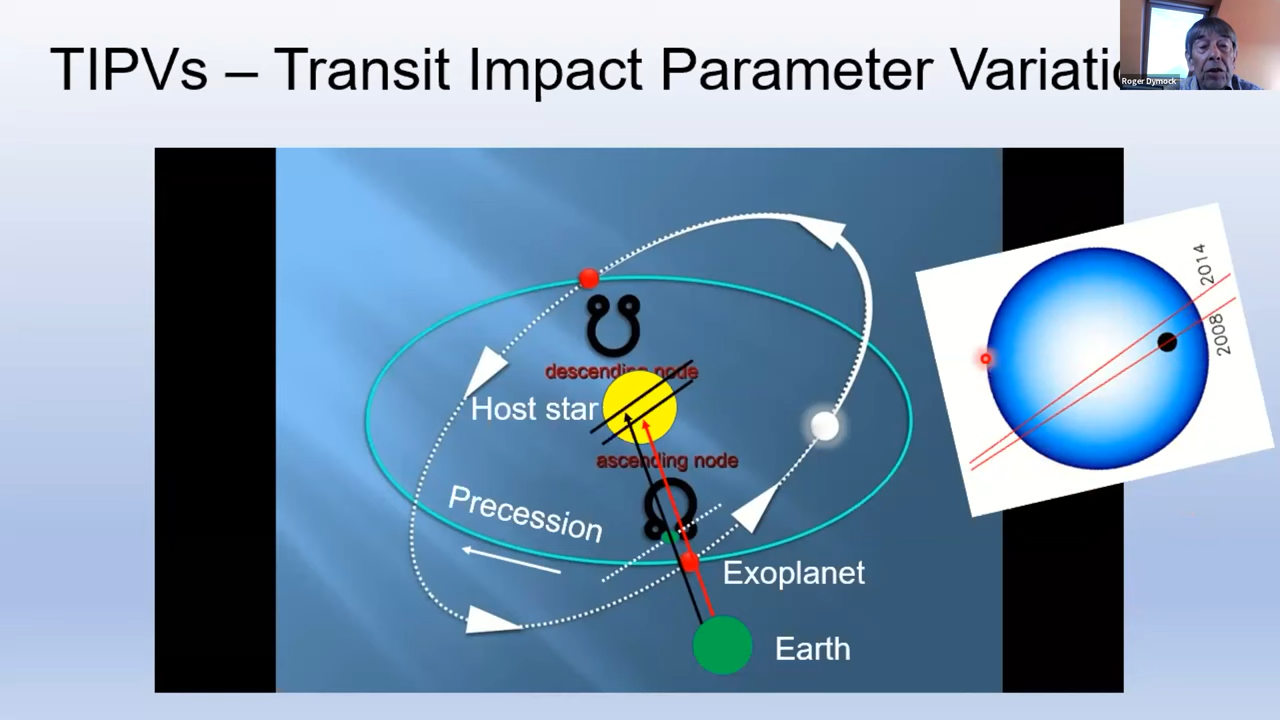 TIPVs – Transit Impact Parameter Variatio
Roger Dymock
descending node
Host star
ascending node
Precession
Exoplanet
Earth
2008 2014